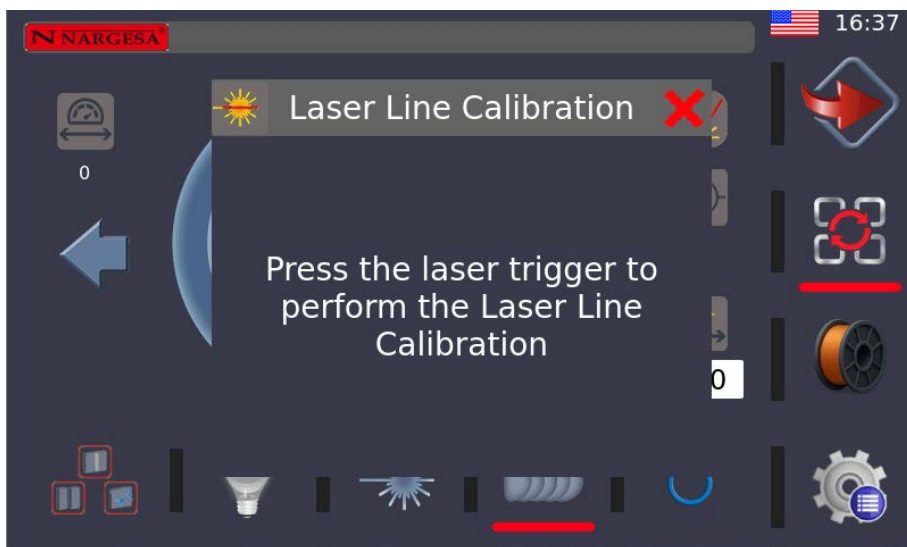 NARGESA®
16:37
Laser Line Calibration
0
Press the laser trigger to
perform the Laser Line
Calibration
0